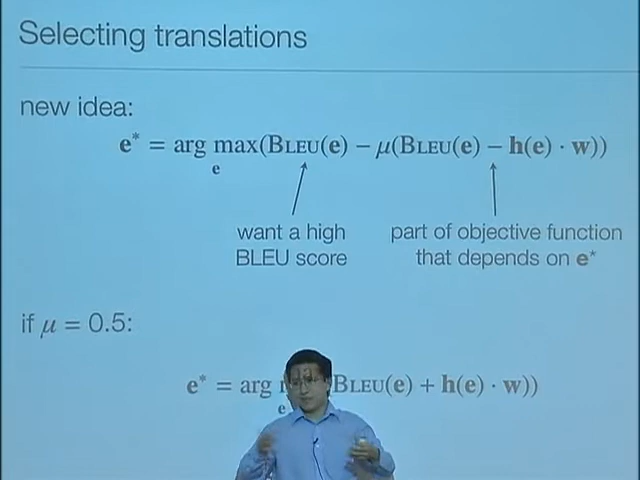 Selecting translations
new idea:
e* = arg max(BLEU(e) − μ(BLEU(e) − h(e) · w))
e
want a high
BLEU score
part of objective function
that depends on e*
if μ = 0.5:
e* = arg BLEU(e) + h(e) · w))
e